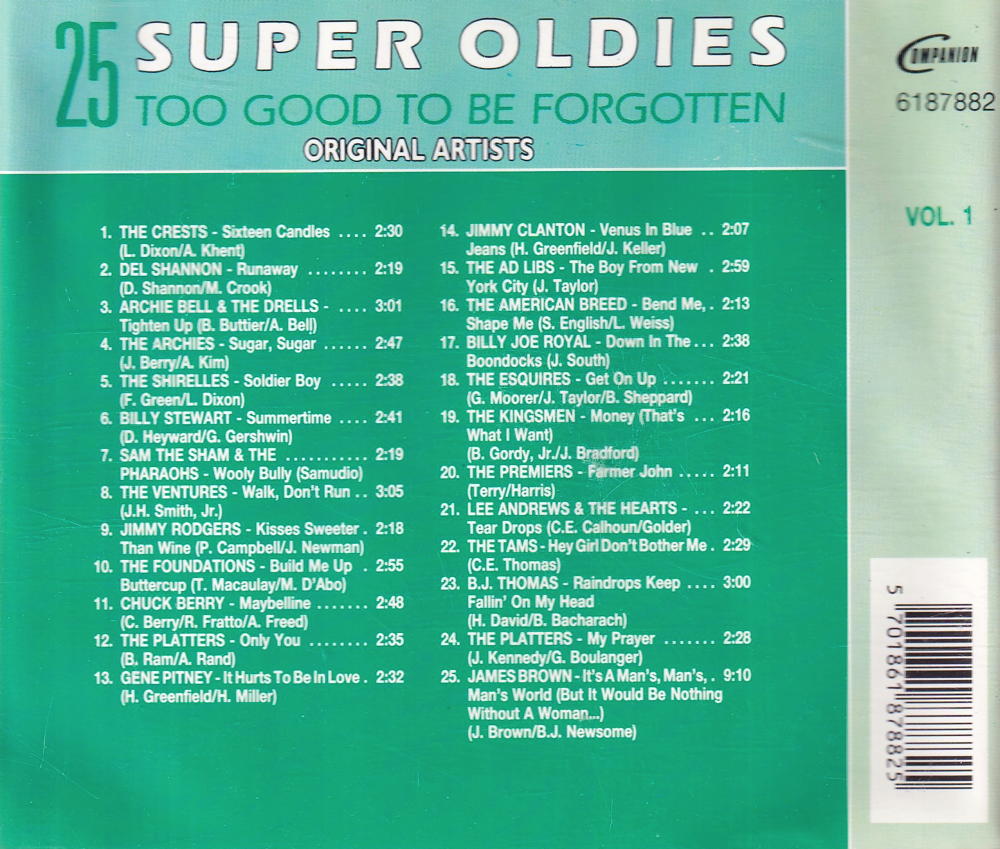 25 SUPER OLDIES
TOO GOOD TO BE FORGOTTEN
ORIGINAL ARTISTS
1. THE CRESTS - Sixteen Candles .... 2:30
(L. Dixon/A. Khent)
2. DEL SHANNON - Runaway ........ 2:19
(D. Shannon/M. Crook)
3. ARCHIE BELL & THE DRELLS - .... 3:01
Tighten Up (B. Buttier/A. Bell)
4. THE ARCHIES - Sugar, Sugar ...... 2:47
(J. Berry/A. Kim)
5. THE SHIRELLES - Soldier Boy ..... 2:38
(F. Green/L. Dixon)
6. BILLY STEWART - Summertime .... 2:41
(D. Heyward/G. Gershwin)
7. SAM THE SHAM & THE ........... 2:19
PHARAOHS - Wooly Bully (Samudio)
8. THE VENTURES - Walk, Don't Run .. 3:05
(J.H. Smith, Jr.)
9. JIMMY RODGERS - Kisses Sweeter . 2:18
Than Wine (P. Campbell/J. Newman)
10. THE FOUNDATIONS - Build Me Up . 2:55
Buttercup (T. Macaulay/M. D'Abo)
11. CHUCK BERRY - Maybelline ....... 2:48
(C. Berry/R. Fratto/A. Freed)
12. THE PLATTERS - Only You ........ 2:35
(B. Ram/A. Rand)
13. GENE PITNEY - It Hurts To Be In Love . 2:32
(H. Greenfield/H. Miller)
14. JIMMY CLANTON - Venus In Blue .. 2:07
Jeans (H. Greenfield/J. Keller)
15. THE AD LIBS - The Boy From New . 2:59
York City (J. Taylor)
16. THE AMERICAN BREED - Bend Me, . 2:13
Shape Me (S. English/L. Weiss)
17. BILLY JOE ROYAL - Down In The ... 2:38
Boondocks (J. South)
18. THE ESQUIRES - Get On Up ....... 2:21
(G. Moorer/J. Taylor/B. Sheppard)
19. THE KINGSMEN - Money (That's ... 2:16
What I Want)
(B. Gordy, Jr./J. Bradford)
20. THE PREMIERS - Farmer John ..... 2:11
(Terry/Harris)
21. LEE ANDREWS & THE HEARTS - ... 2:22
Tear Drops (C.E. Calhoun/Golder)
22. THE TAMS - Hey Girl Don't Bother Me . 2:29
(C.E. Thomas)
23. B.J. THOMAS - Raindrops Keep .... 3:00
Fallin' On My Head
(H. David/B. Bacharach)
24. THE PLATTERS - My Prayer ....... 2:28
(J. Kennedy/G. Boulanger)
25. JAMES BROWN - It's A Man's, Man's, . 9:10
Man's World (But It Would Be Nothing
Without A Woman...)
(J. Brown/B.J. Newsome)
COMPANION
6187882
VOL. 1
5 701861 878825